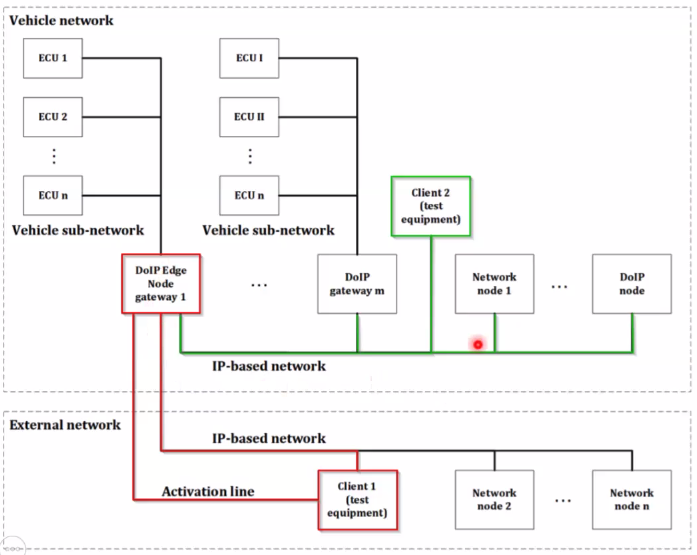 Vehicle network
ECU 1
ECU I
ECU 2
ECU II
⋮
⋮
ECU n
ECU n
Client 2
(test
equipment)
Vehicle sub-network
Vehicle sub-network
DoIP Edge
Node
gateway 1
...
DoIP
gateway m
Network
node 1
...
DoIP
node
IP-based network
External network
IP-based network
Activation line
Client 1
(test
equipment)
Network
node 2
...
Network
node n